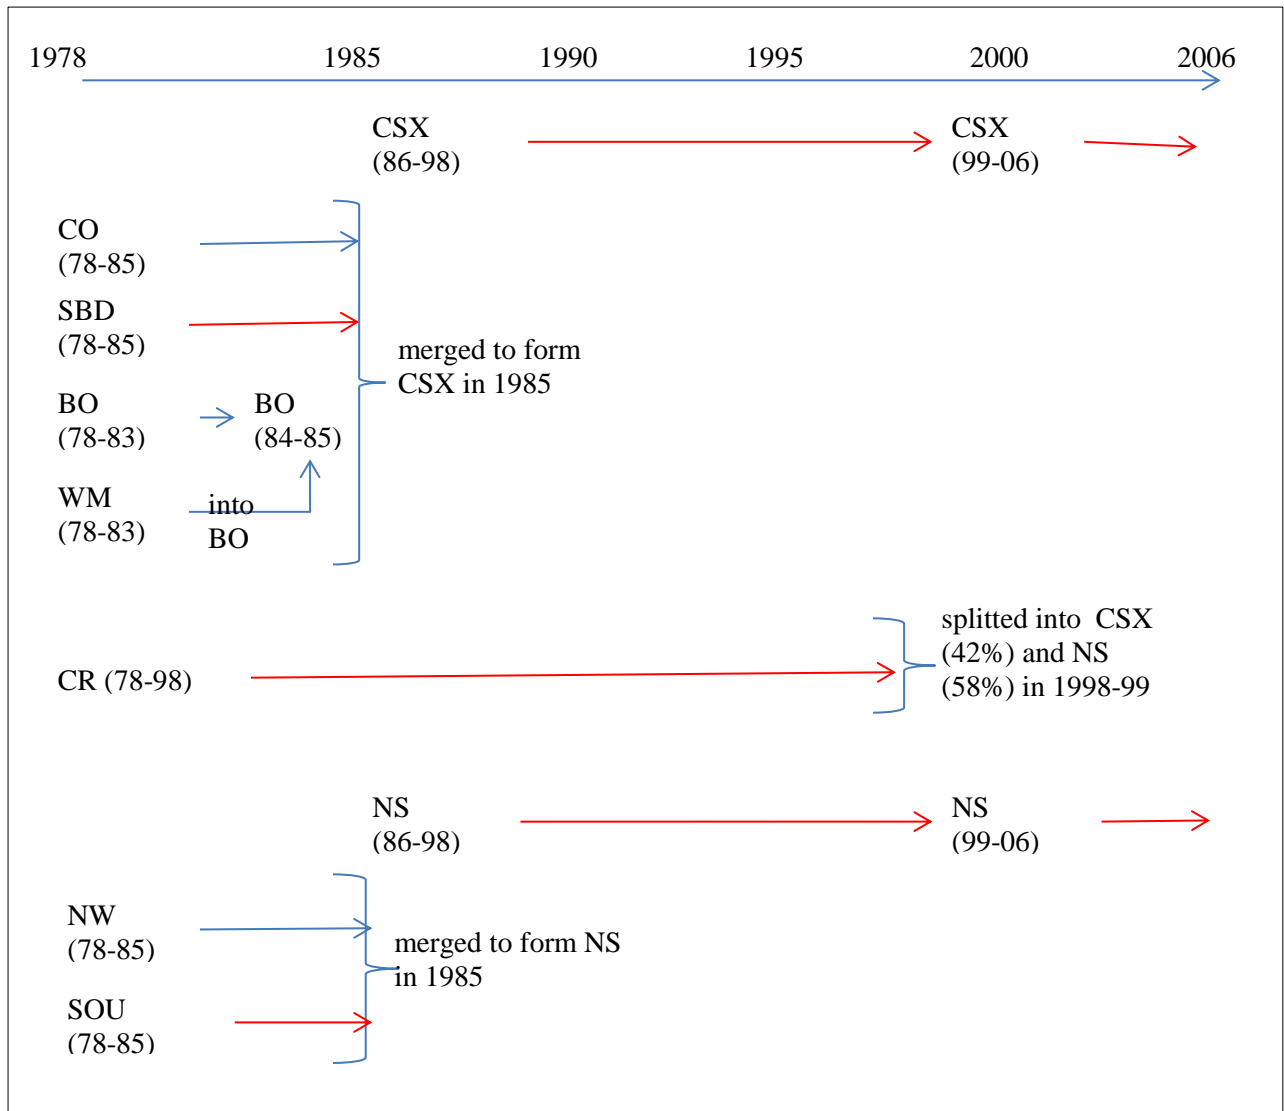 1978 1985 1990 1995 2000 2006
CSX
(86-98)
CSX
(99-06)
CO
(78-85)
SBD
(78-85)
merged to form
CSX in 1985
BO
(78-83)
BO
(84-85)
WM
(78-83)
into
BO
CR (78-98)
splitted into CSX
(42%) and NS
(58%) in 1998-99
NS
(86-98)
NS
(99-06)
NW
(78-85)
merged to form NS
in 1985
SOU
(78-85)